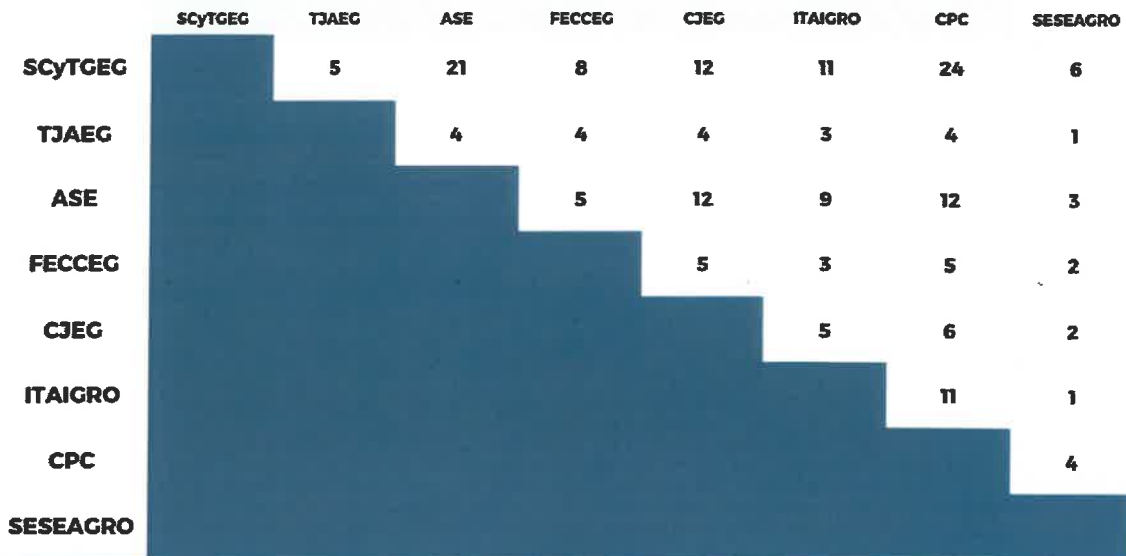 SCyTGEG TJAEG ASE FECCEG CJEG ITAIGRO CPC SESEAGRO
SCyTGEG 5 21 8 12 11 24 6
TJAEG 4 4 4 3 4 1
ASE 5 12 9 12 3
FECCEG 5 3 5 2
CJEG 5 6 2
ITAIGRO 11 1
CPC 4
SESEAGRO